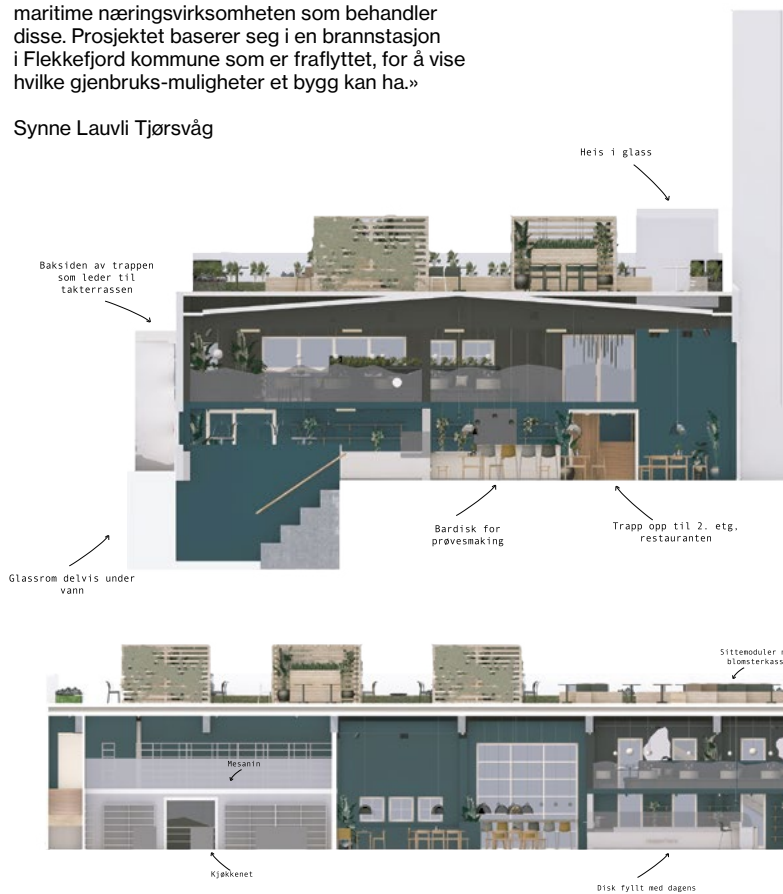 maritime næringsvirksomheten som behandler
disse. Prosjektet baserer seg i en brannstasjon
i Flekkefjord kommune som er fraflyttet, for å vise
hvilke gjenbruks-muligheter et bygg kan ha.»
Synne Lauvli Tjørsvåg
Heis i glass
Baksiden av trappen
som leder til
takterrassen
Bardisk for
prøvesmaking
Trapp opp til 2. etg,
restauranten
Glassrom delvis under
vann
Sittemoduler
blomsterkass
Mesanin
Kjøkkenet
Disk fyllt med dagens